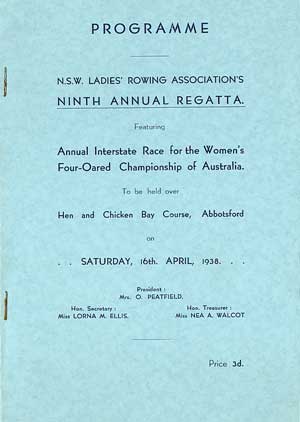 PROGRAMME
N.S.W. LADIES' ROWING ASSOCIATION'S
NINTH ANNUAL REGATTA.
Featuring
Annual Interstate Race for the Women's
Four-Oared Championship of Australia.
To be held over
Hen and Chicken Bay Course, Abbotsford
on
. . SATURDAY, 16th. APRIL, 1938. . .
President :
Mrs. O. PEATFIELD.
Hon. Secretary : Hon. Treasurer :
Miss LORNA M. ELLIS. Miss NEA A. WALCOT.
Price 3d.